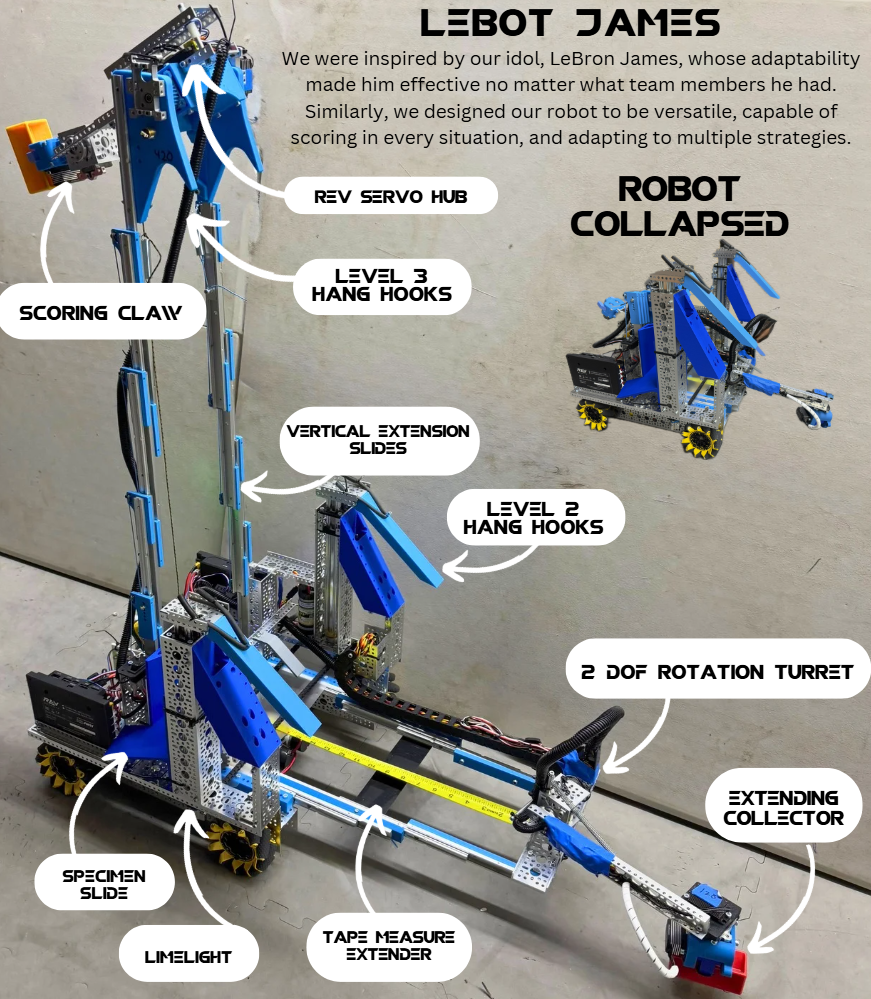 LEBOT JAMES
We were inspired by our idol, LeBron James, whose adaptability
made him effective no matter what team members he had.
Similarly, we designed our robot to be versatile, capable of
scoring in every situation, and adapting to multiple strategies.
ROBOT
COLLAPSED
REV SERVO HUB
LEVEL 3
HANG HOOKS
SCORING CLAW
VERTICAL EXTENSION
SLIDES
LEVEL 2
HANG HOOKS
2 DOF ROTATION TURRET
EXTENDING
COLLECTOR
SPECIMEN
SLIDE
LIMELIGHT
TAPE MEASURE
EXTENDER